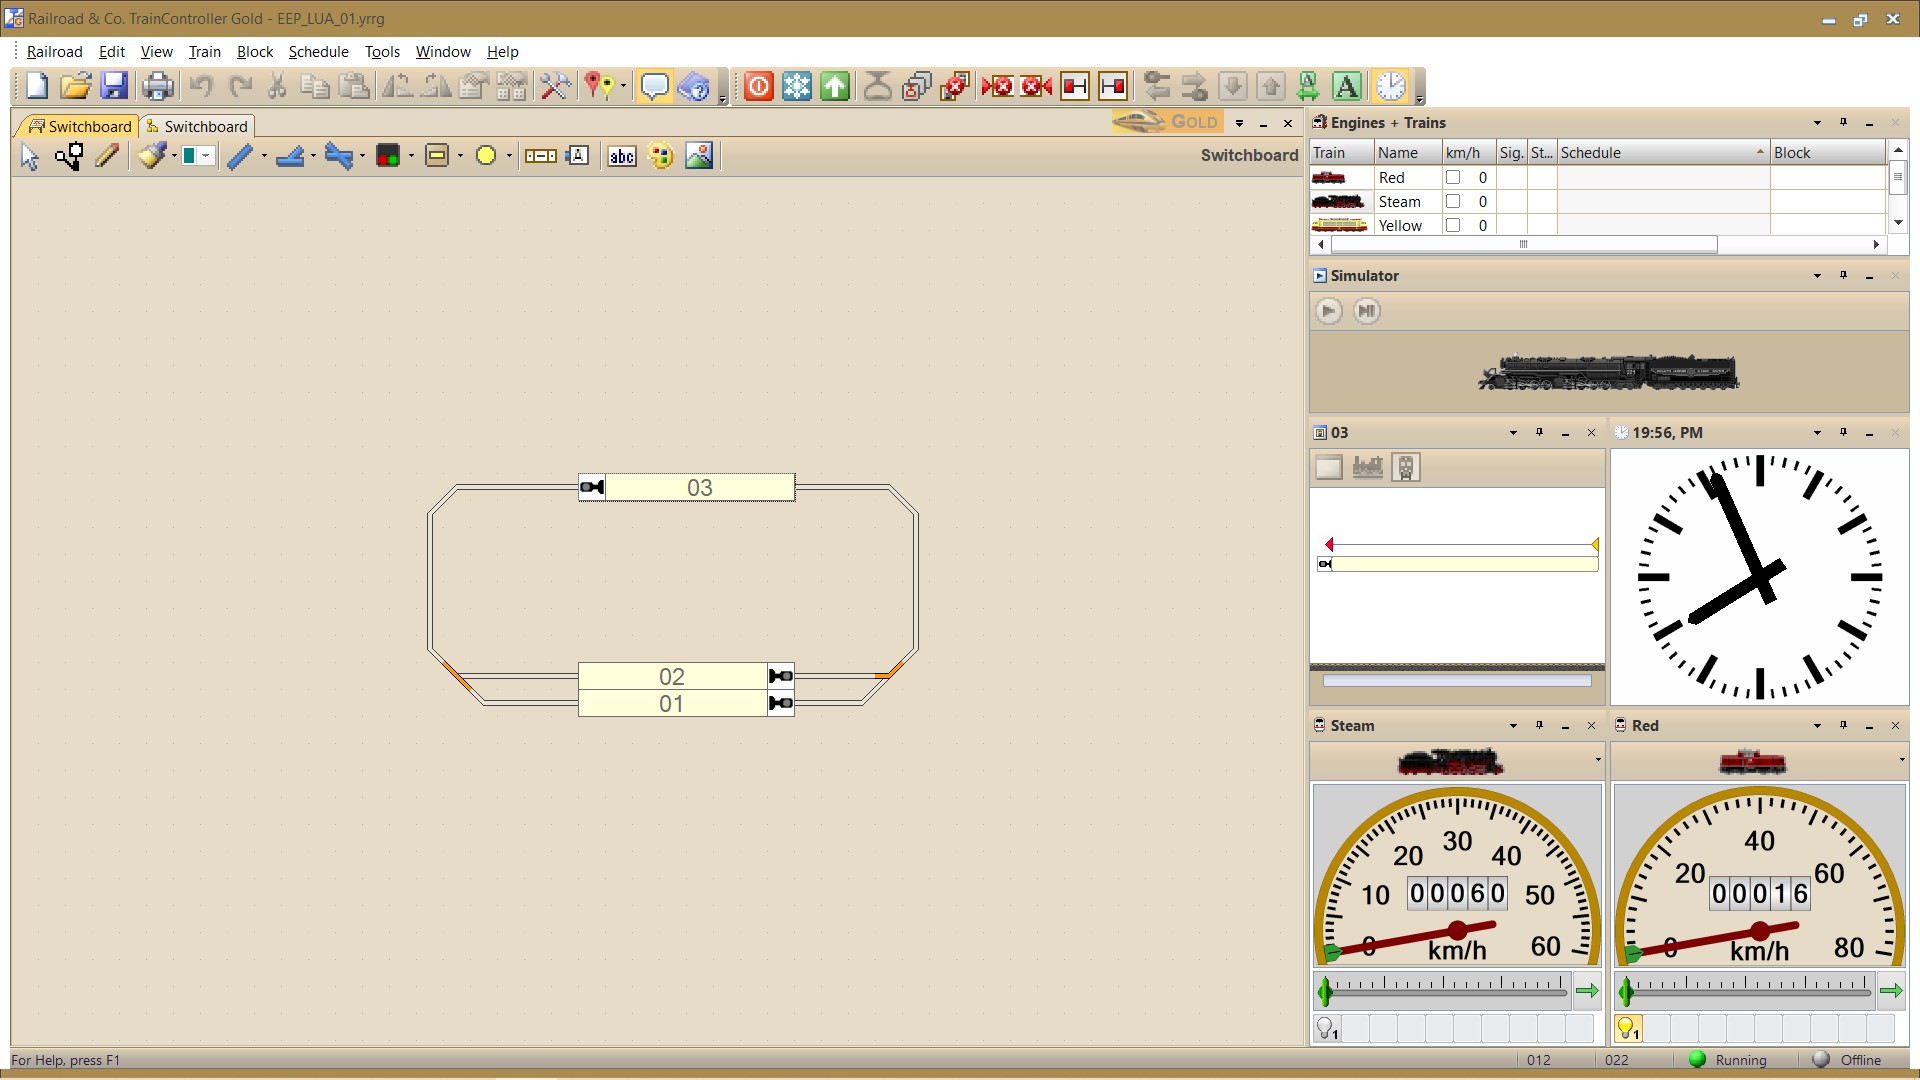 Railroad & Co. TrainController Gold - EEP_LUA_01.yrrg
Railroad Edit View Train Block Schedule Tools Window Help
Switchboard Switchboard GOLD
abc Switchboard
03
02
01
Engines + Trains
Train Name km/h Sig. St... Schedule Block
Red 0
Steam 0
Yellow 0
Simulator
03
19:56, PM
Steam
0 10 20 30 40 50 60
00060
km/h
1
Red
0 20 40 60 80
00016
km/h
1
For Help, press F1 012 022 Running Offline